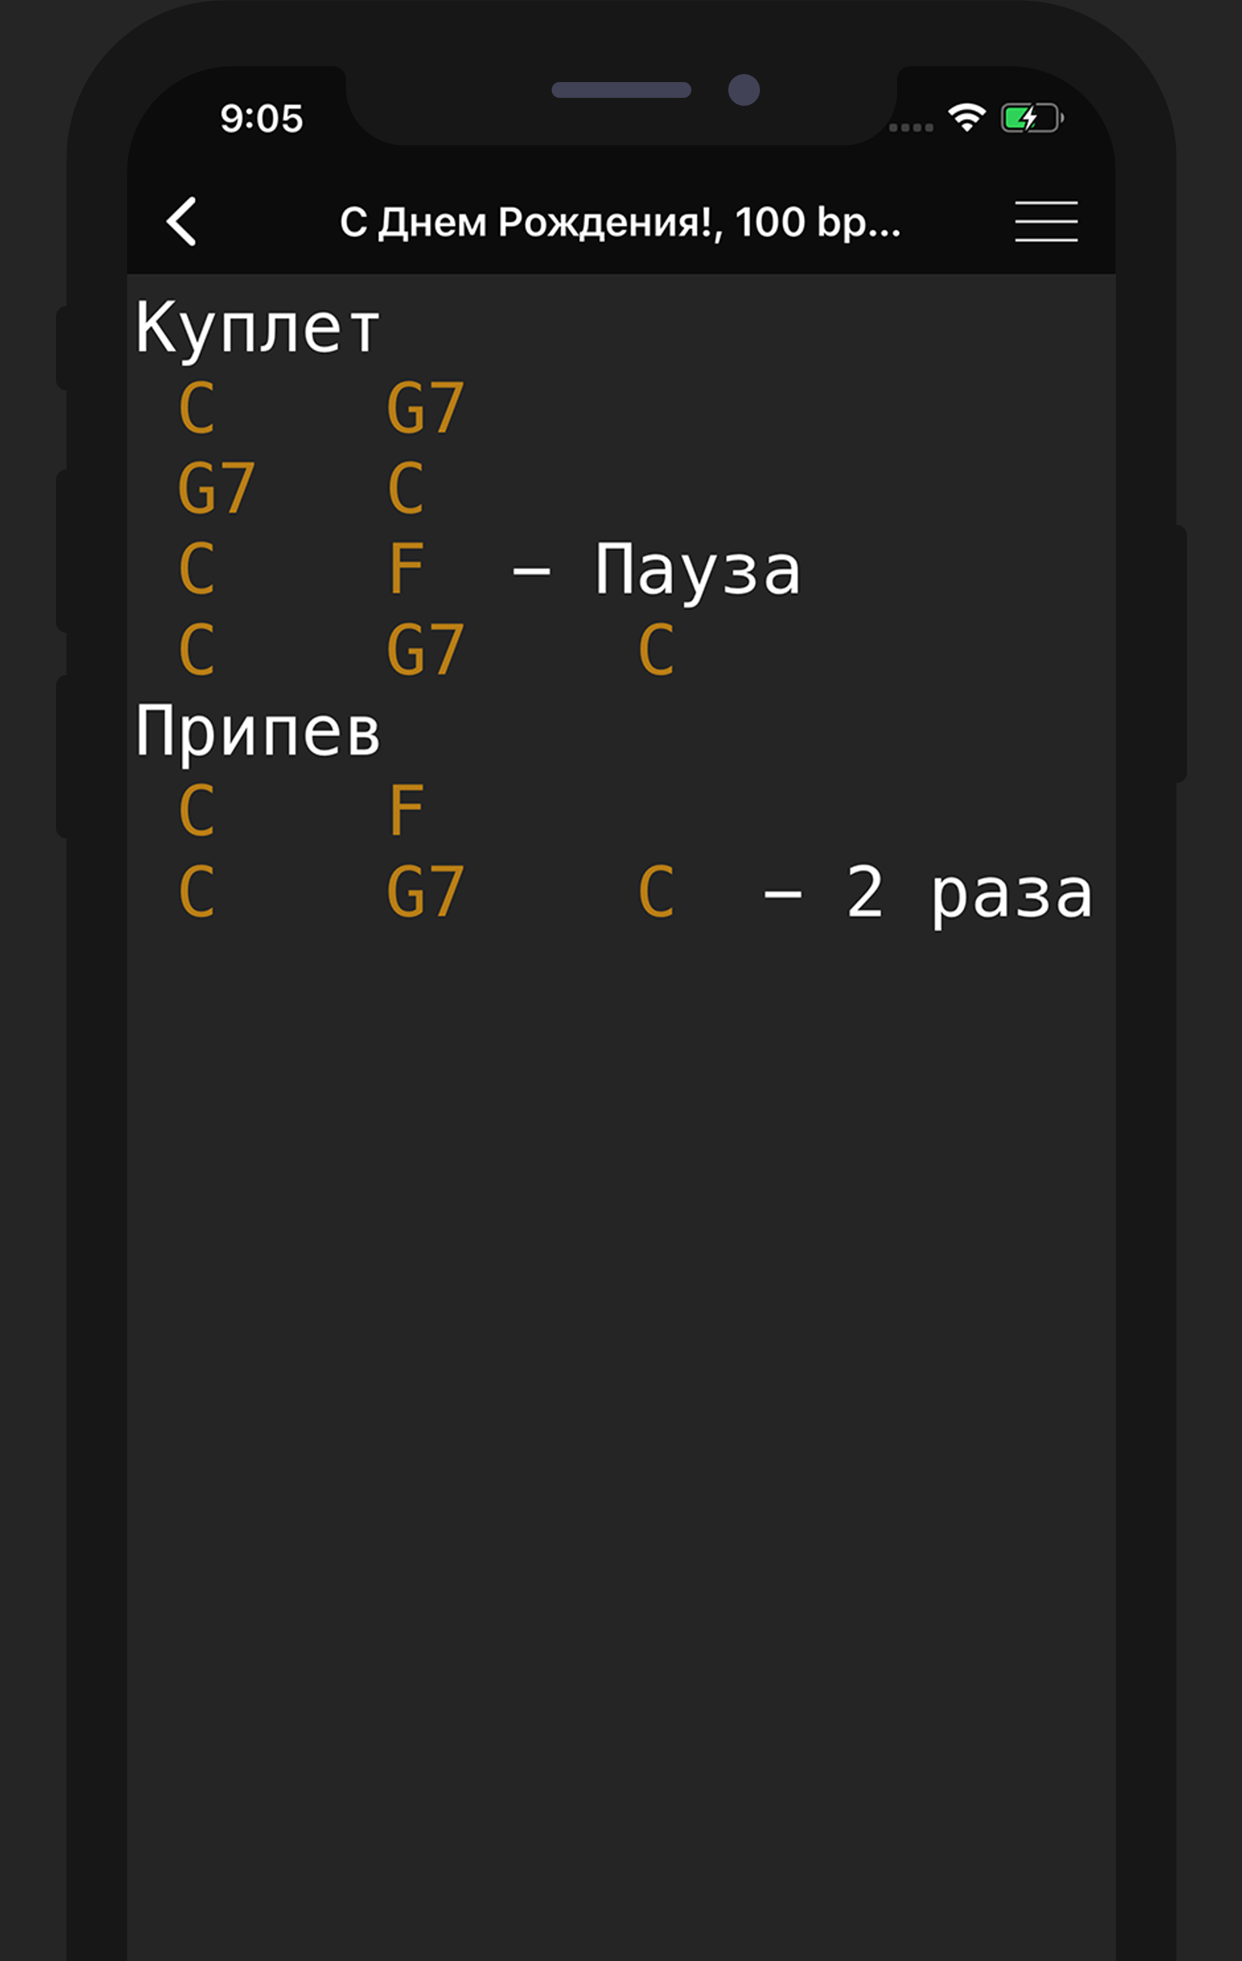 9:05
С Днем Рождения!, 100 bp...
Куплет
C G7
G7 C
C F – Пауза
C G7 C
Припев
C F
C G7 C – 2 раза